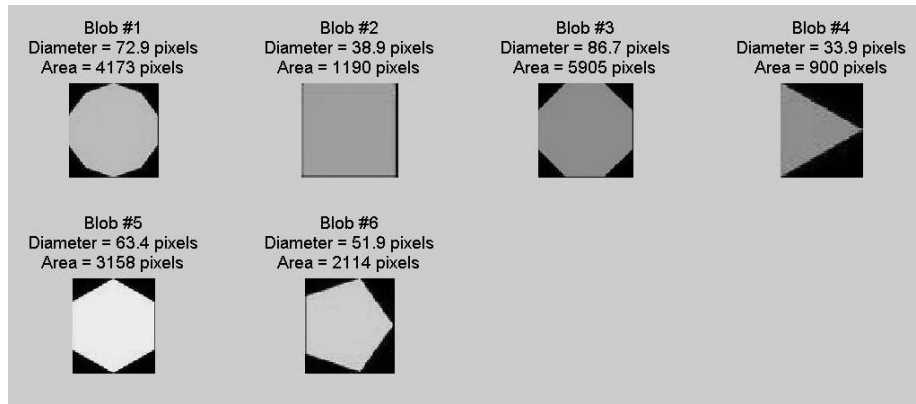 Blob #1
Diameter = 72.9 pixels
Area = 4173 pixels
Blob #2
Diameter = 38.9 pixels
Area = 1190 pixels
Blob #3
Diameter = 86.7 pixels
Area = 5905 pixels
Blob #4
Diameter = 33.9 pixels
Area = 900 pixels
Blob #5
Diameter = 63.4 pixels
Area = 3158 pixels
Blob #6
Diameter = 51.9 pixels
Area = 2114 pixels